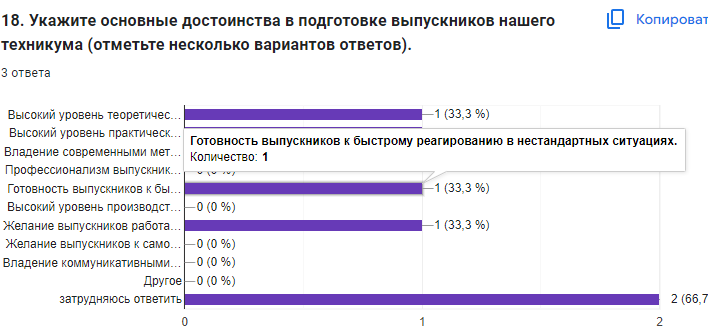 18. Укажите основные достоинства в подготовке выпускников нашего
Копироват
техникума (отметьте несколько вариантов ответов).
3 ответа
Высокий уровень теоретичес…
1 (33,3 %)
Высокий уровень практическ…
Готовность выпускников к быстрому реагированию в нестандартных ситуациях.
Владение современными мет…
Количество: 1
Профессионализм выпускник…
0 (0 %)
Готовность выпускников к бы…
1 (33,3 %)
Высокий уровень производст…
0 (0 %)
Желание выпускников работа…
1 (33,3 %)
Желание выпускников к само…
0 (0 %)
Владение коммуникативными…
0 (0 %)
Другое
0 (0 %)
затрудняюсь ответить
2 (66,7
0
1
2